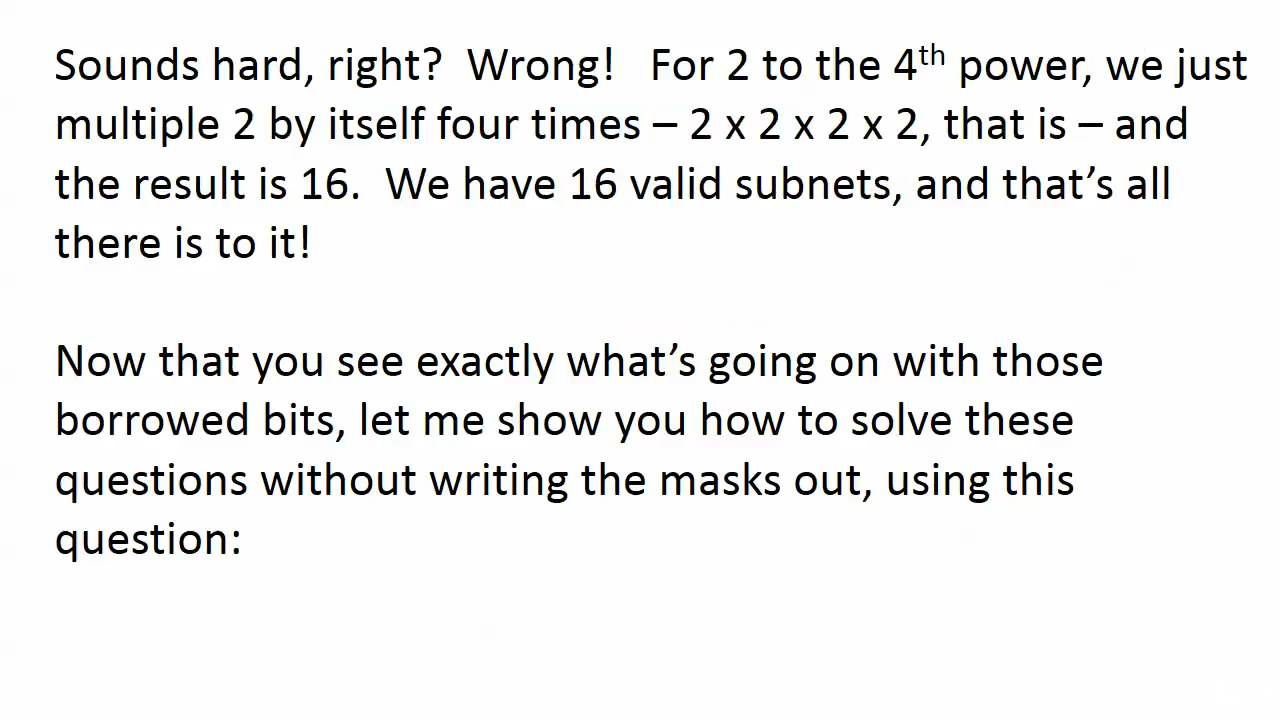 Sounds hard, right?  Wrong!   For 2 to the 4th power, we just
multiple 2 by itself four times – 2 x 2 x 2 x 2, that is – and
the result is 16.  We have 16 valid subnets, and that’s all
there is to it!
Now that you see exactly what’s going on with those
borrowed bits, let me show you how to solve these
questions without writing the masks out, using this
question: